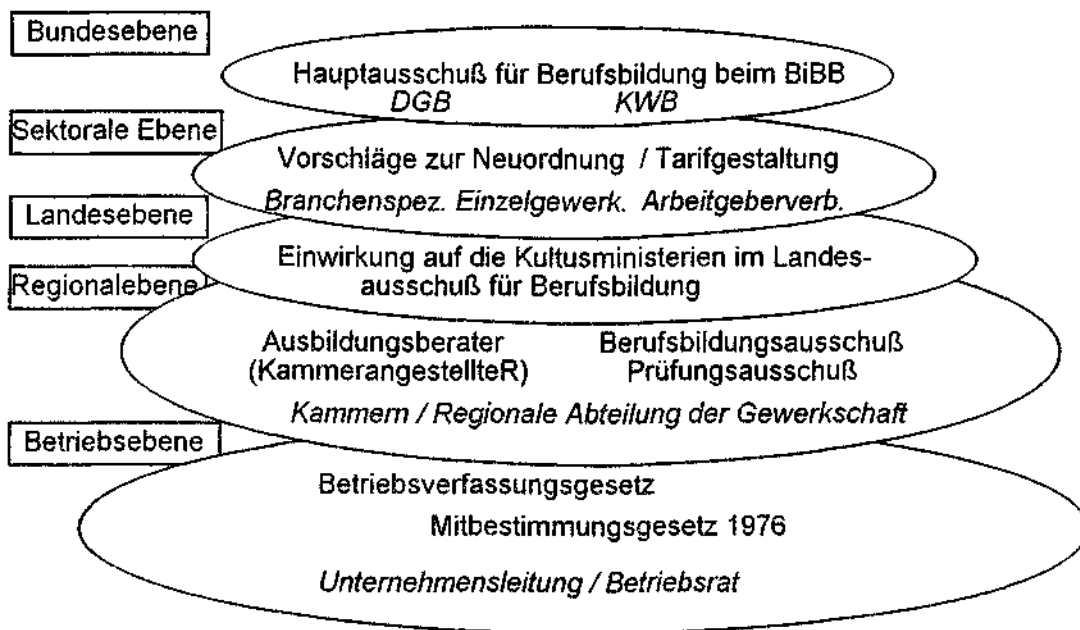 Bundesebene
Hauptausschuß für Berufsbildung beim BiBB
DGB KWB
Sektorale Ebene
Vorschläge zur Neuordnung / Tarifgestaltung
Branchenspez. Einzelgewerk. Arbeitgeberverb.
Landesebene
Einwirkung auf die Kultusministerien im Landes-
ausschuß für Berufsbildung
Regionalebene
Ausbildungsberater Berufsbildungsausschuß
(KammerangestellteR) Prüfungsausschuß
Kammern / Regionale Abteilung der Gewerkschaft
Betriebsebene
Betriebsverfassungsgesetz
Mitbestimmungsgesetz 1976
Unternehmensleitung / Betriebsrat